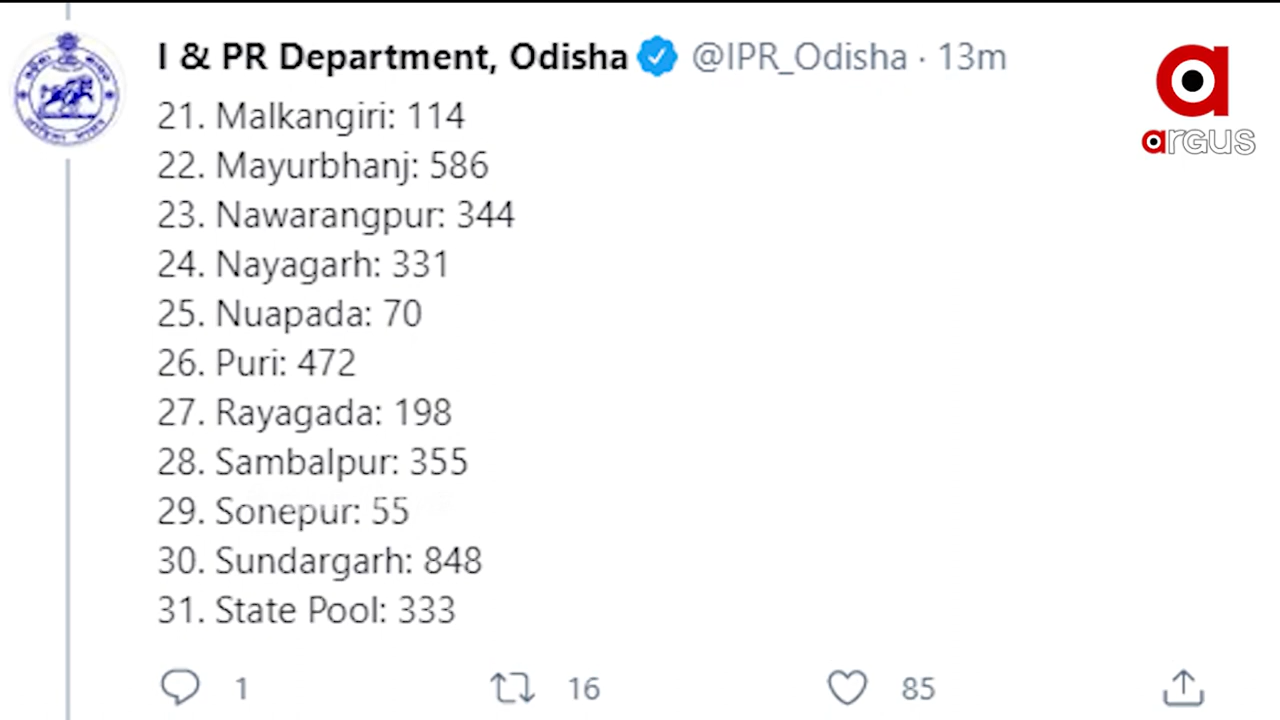 I & PR Department, Odisha @IPR_Odisha · 13m
21. Malkangiri: 114
22. Mayurbhanj: 586
23. Nawarangpur: 344
24. Nayagarh: 331
25. Nuapada: 70
26. Puri: 472
27. Rayagada: 198
28. Sambalpur: 355
29. Sonepur: 55
30. Sundargarh: 848
31. State Pool: 333
1 16 85
a
argus